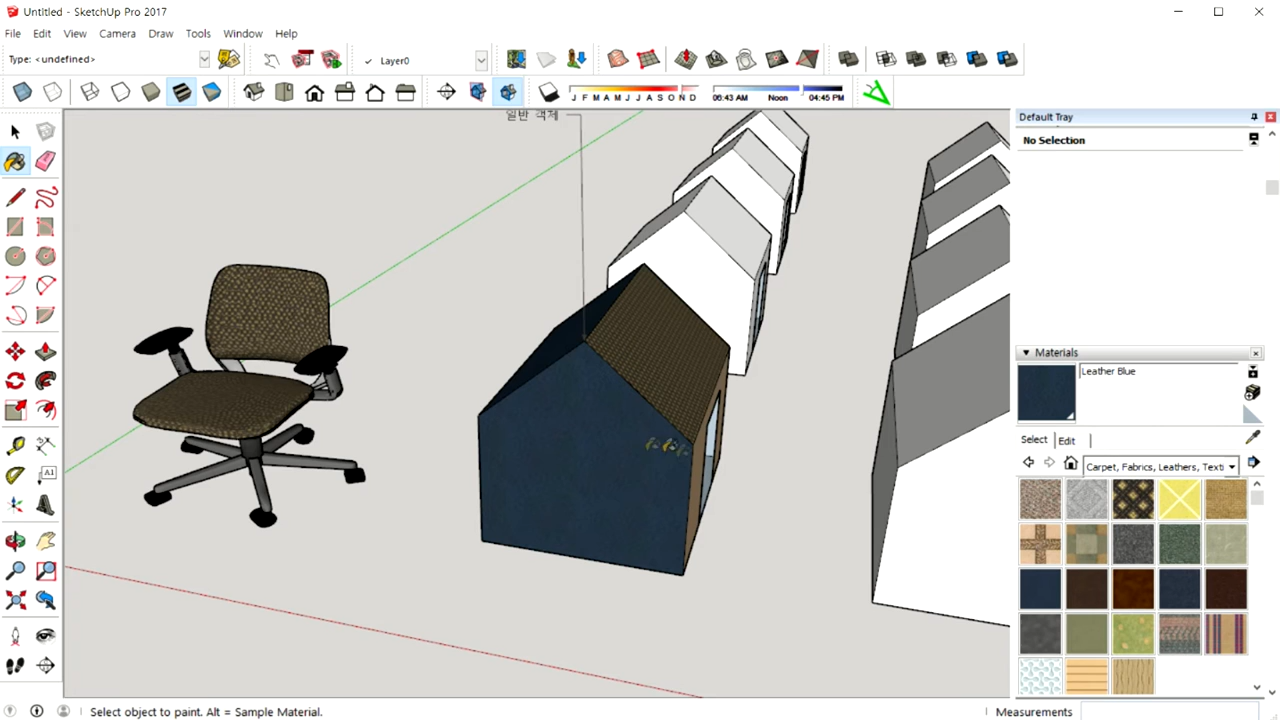 Untitled - SketchUp Pro 2017
File Edit View Camera Draw Tools Window Help
Type: <undefined>
Layer0
J F M A M J J A S O N D
06:43 AM Noon 04:45 PM
일반 객체
Default Tray
No Selection
Materials
Leather Blue
Select Edit
Carpet, Fabrics, Leathers, Texti
A1
Select object to paint. Alt = Sample Material.
Measurements